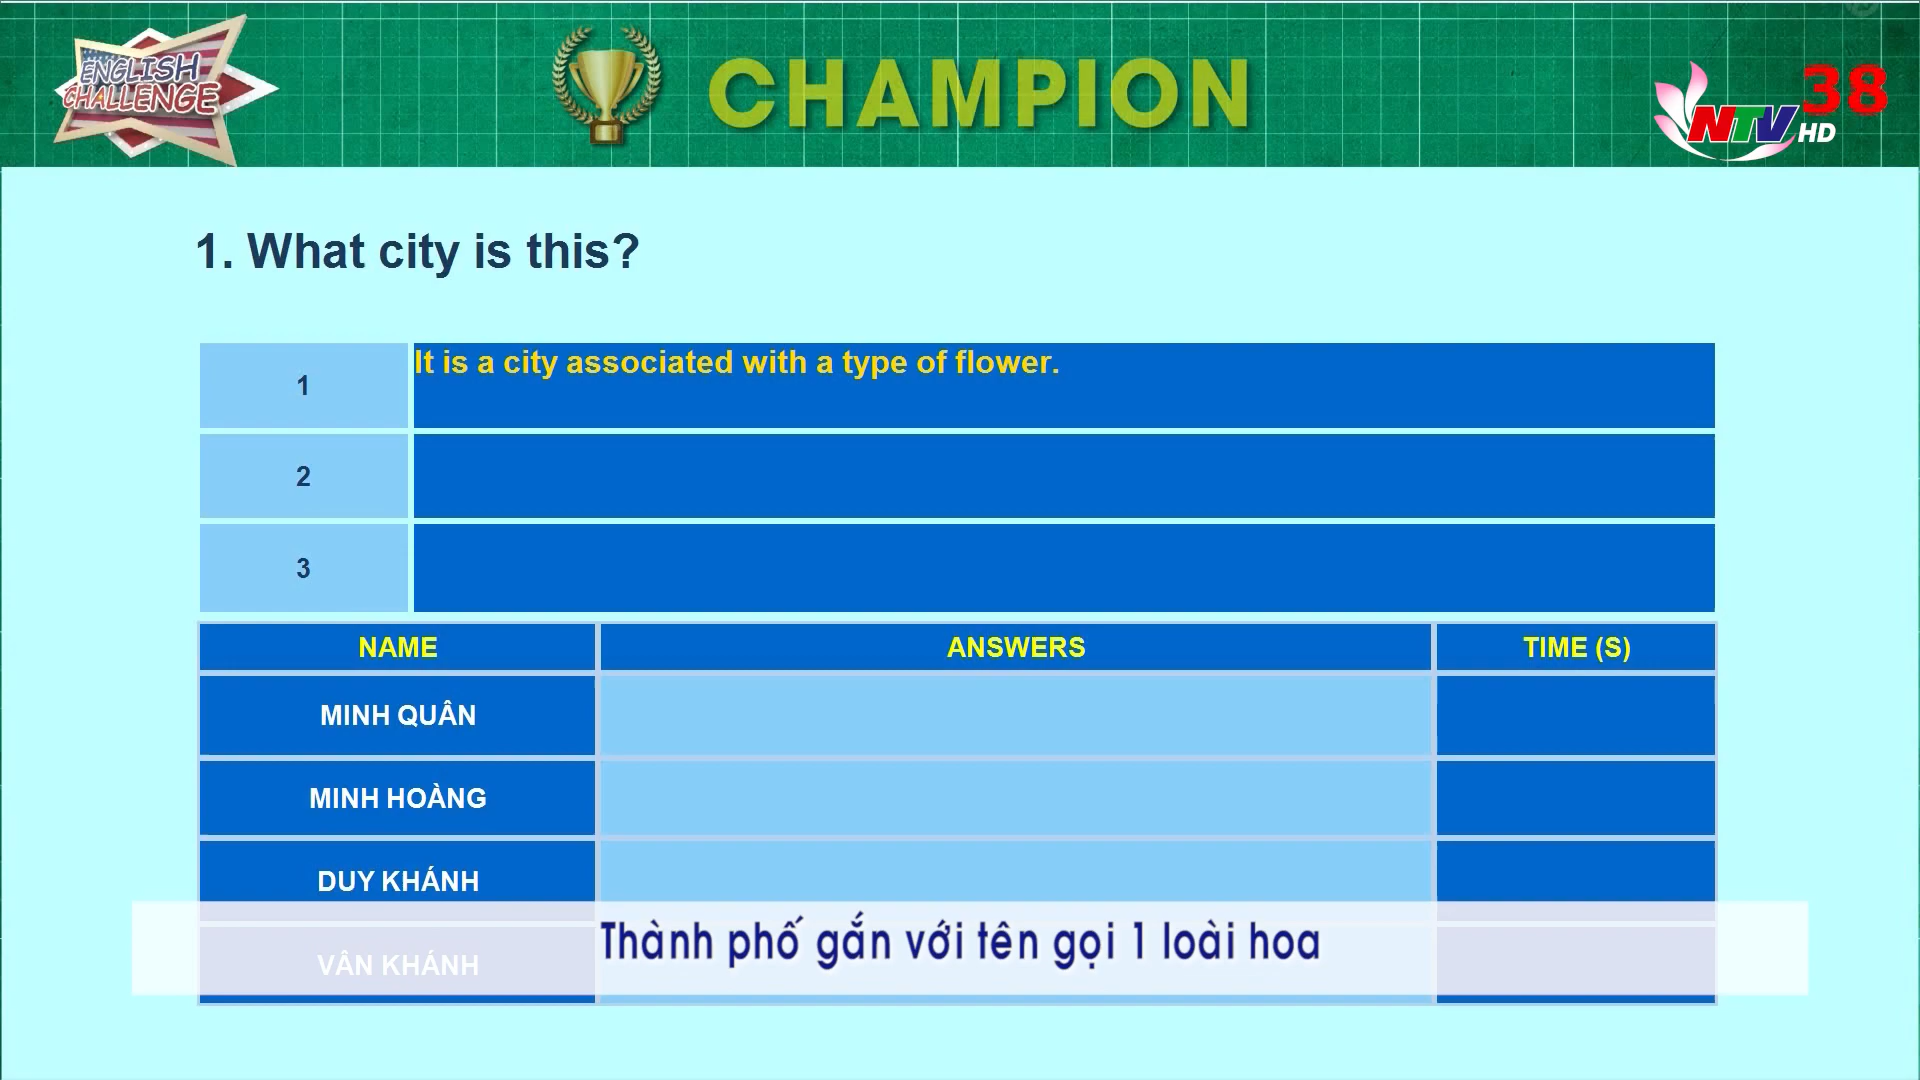 ENGLISH
CHALLENGE
CHAMPION
38
NTV HD
1. What city is this?
1
It is a city associated with a type of flower.
2
3
NAME ANSWERS TIME (S)
MINH QUÂN
MINH HOÀNG
DUY KHÁNH
VÂN KHÁNH
Thành phố gắn với tên gọi 1 loài hoa